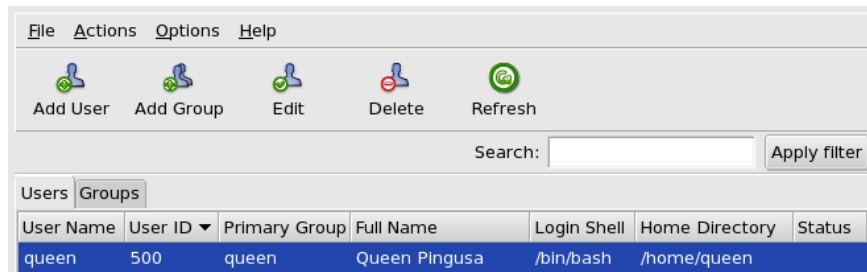 File Actions Options Help
Add User Add Group Edit Delete Refresh
Search: Apply filter
Users Groups
User Name User ID Primary Group Full Name Login Shell Home Directory Status
queen 500 queen Queen Pingusa /bin/bash /home/queen